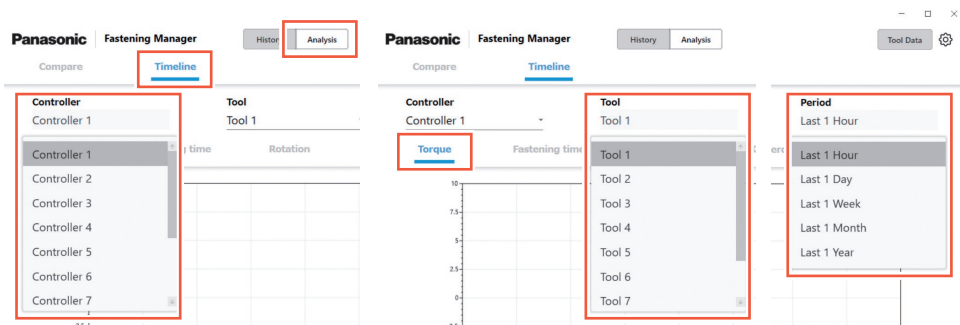 Panasonic Fastening Manager History Analysis
Compare Timeline
Controller Tool
Controller 1 Tool 1
Controller 1
Controller 2
Controller 3
Controller 4
Controller 5
Controller 6
Controller 7
time Rotation
Panasonic Fastening Manager History Analysis
Compare Timeline
Controller
Controller 1
Torque Fastening time
10
7.5
5
2.5
0
Tool
Tool 1
Tool 1
Tool 2
Tool 3
Tool 4
Tool 5
Tool 6
Tool 7
Tool Data
Period
Last 1 Hour
Last 1 Hour
Last 1 Day
Last 1 Week
Last 1 Month
Last 1 Year